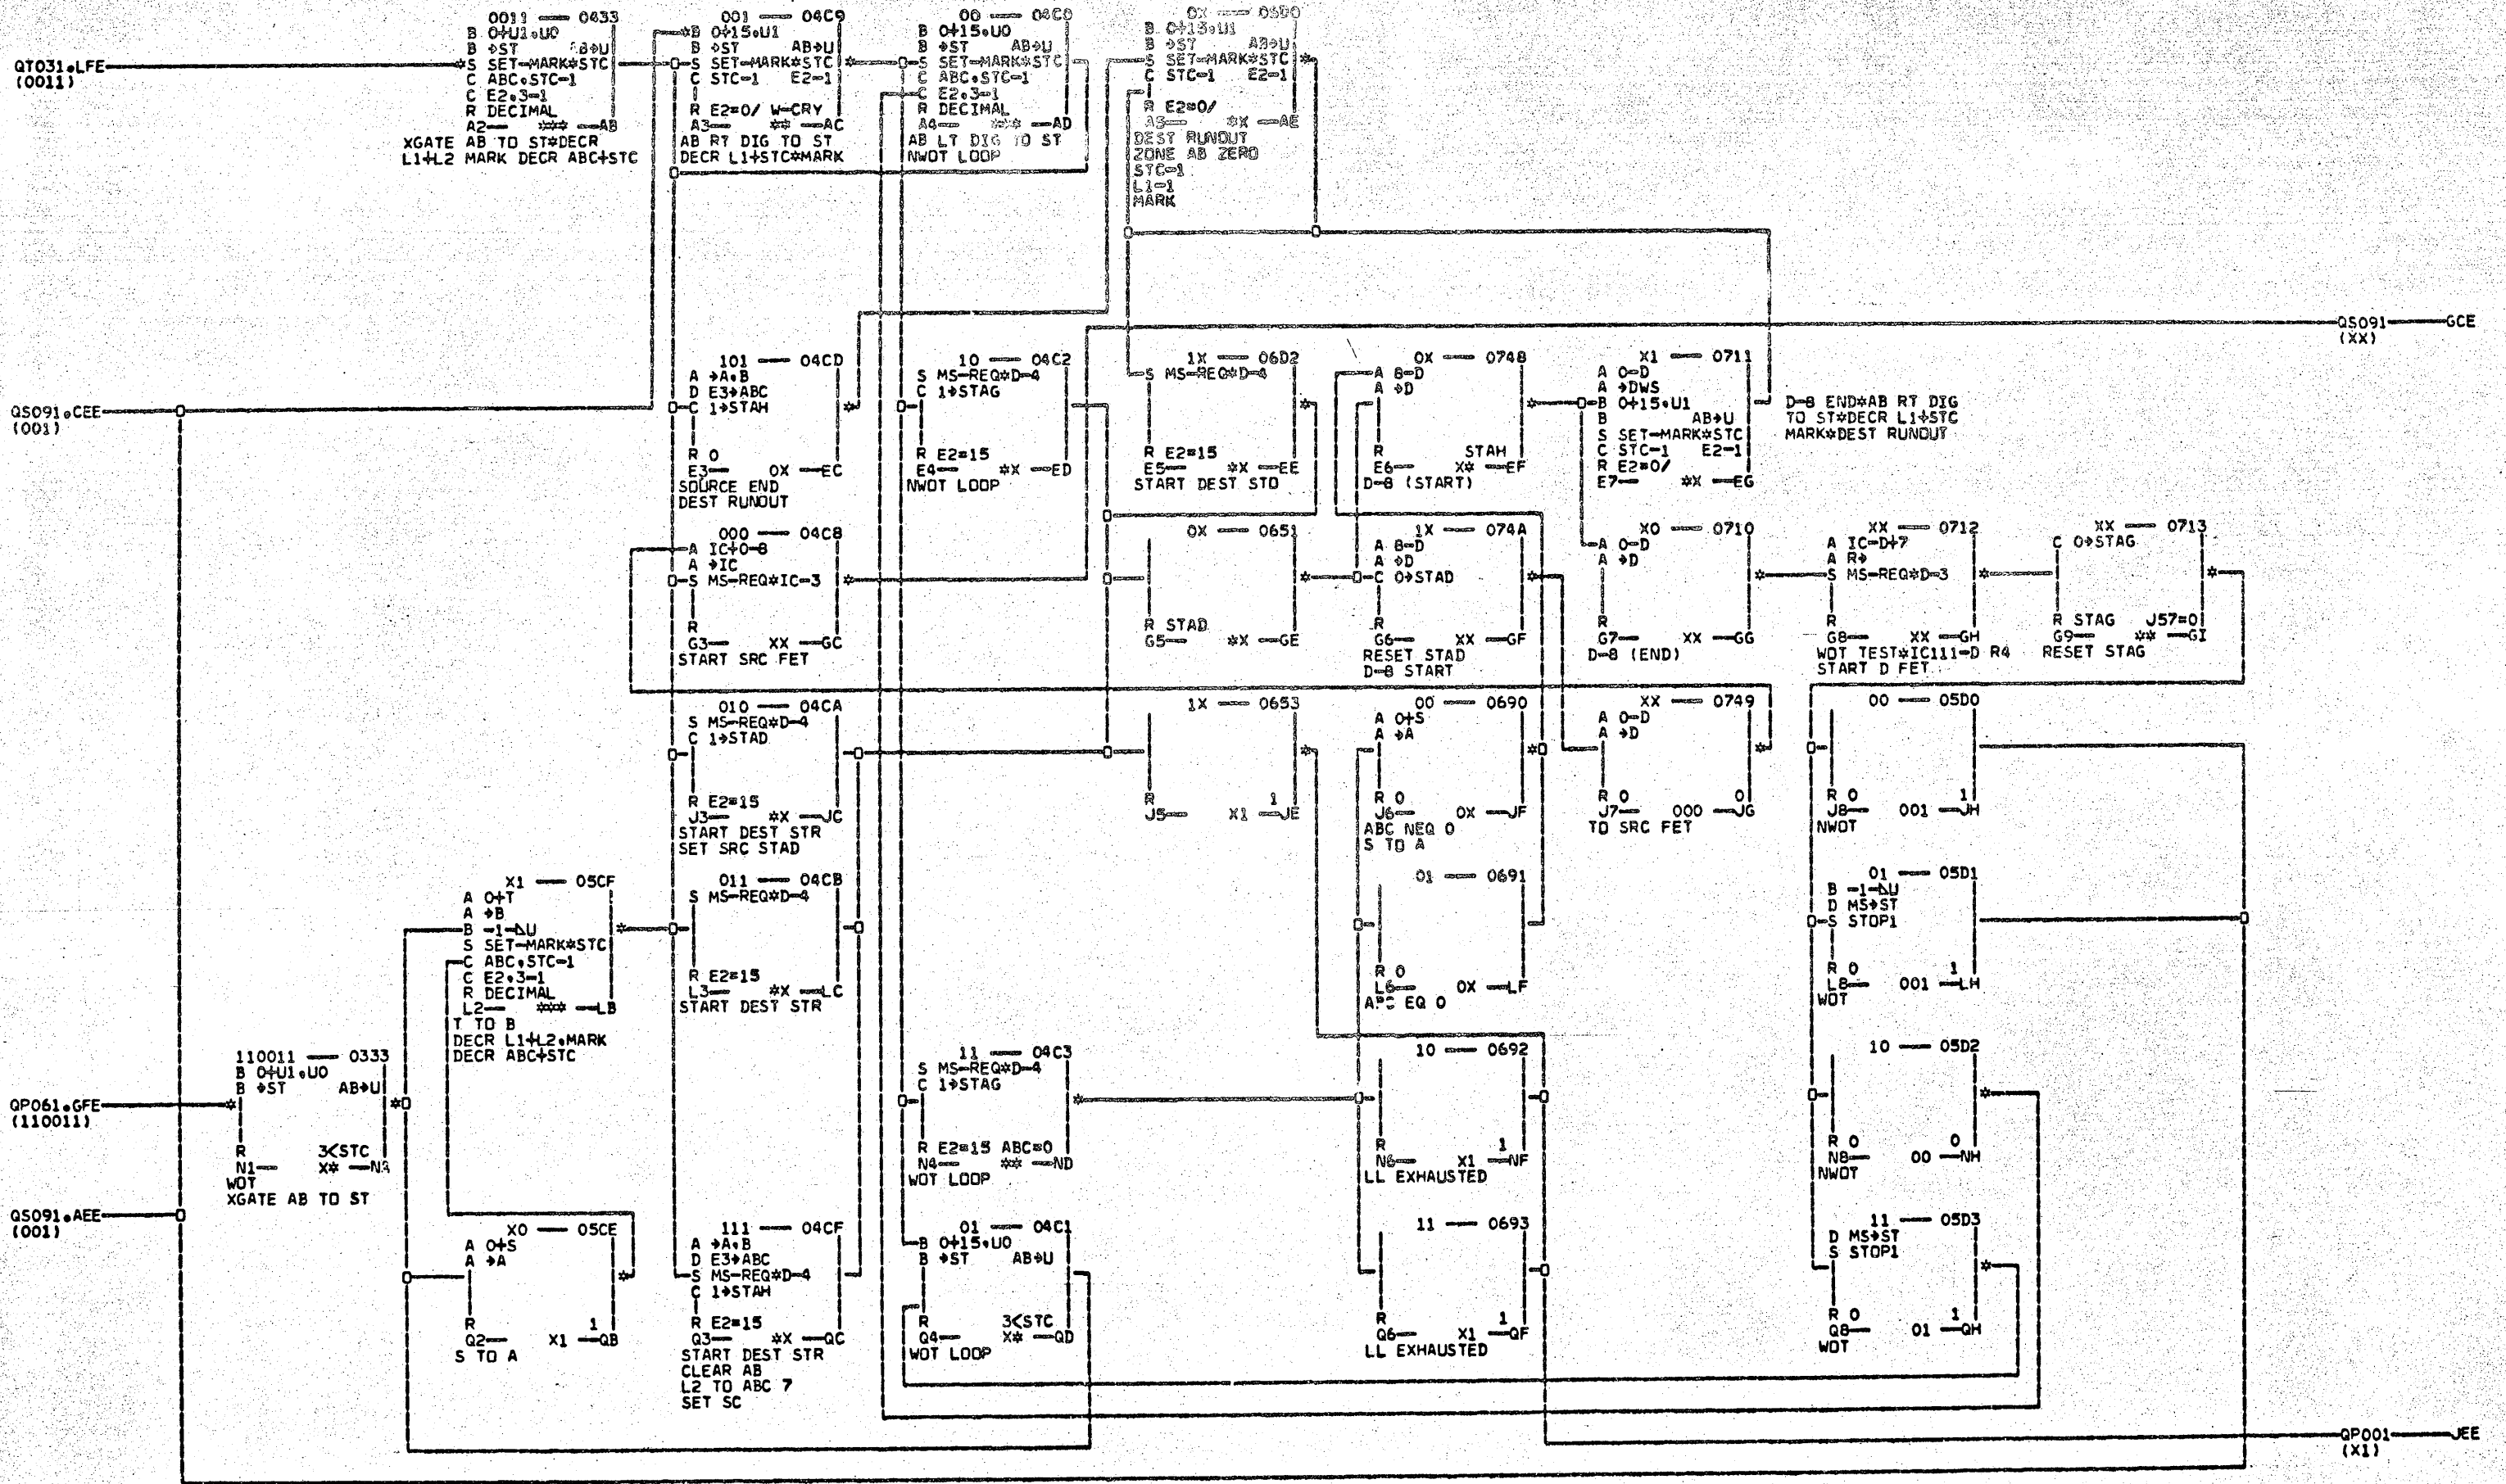 0011 — 0433
B 0+U1.U0
B →ST AB→U
S SET-MARK*STC
C ABC.STC-1
C E2.3-1
R DECIMAL
A2— *** —AB
XGATE AB TO ST*DECR
L1+L2 MARK DECR ABC+STC
001 — 04C9
*B 0+15.U1
B →ST AB→U
S SET-MARK*STC
C STC-1 E2-1
R E2=0/ W-CRY
A3— ** —AC
AB RT DIG TO ST
DECR L1+STC*MARK
00 — 04C0
B 0+15.U0
B →ST AB→U
S SET-MARK*STC
C ABC.STC-1
C E2.3-1
R DECIMAL
A4— *** —AD
AB LT DIG TO ST
NWOT LOOP
0X — 06D0
B 0+15.U1
B →ST AB→U
S SET-MARK*STC
C STC-1 E2-1
R E2=0/
A5— *X —AE
DEST RUNOUT
ZONE AB ZERO
STC-1
L1-1
MARK
QT031.LFE
(0011)
QS091 GCE
(XX)
QS091.CEE
(001)
101 — 04CD
A →A.B
D E3→ABC
C 1→STAH
R 0
E3— 0X —EC
SOURCE END
DEST RUNOUT
10 — 04C2
S MS-REQ*D-4
C 1→STAG
R E2=15
E4— *X —ED
NWOT LOOP
1X — 06D2
S MS-REQ*D-4
R E2=15
E5— *X —EE
START DEST STO
0X — 0748
A 8-D
A →D
R STAH
E6— X* —EF
D-8 (START)
X1 — 0711
A 0-D
A →DWS
B 0+15.U1
B AB→U
S SET-MARK*STC
C STC-1 E2-1
R E2=0/
E7— *X —EG
D-8 END*AB RT DIG
TO ST*DECR L1+STC
MARK*DEST RUNOUT
000 — 04C8
A IC+0-8
A →IC
S MS-REQ*IC-3
R
G3— XX —GC
START SRC FET
0X — 0651
R STAD
G5— *X —GE
1X — 074A
A 8-D
A →D
C 0→STAD
R
G6— XX —GF
RESET STAD
D-8 START
X0 — 0710
A 0-D
A →D
R
G7— XX —GG
D-8 (END)
XX — 0712
A IC-D+7
A R→
S MS-REQ*D-3
R
G8— XX —GH
WOT TEST*IC111-D R4
START D FET
XX — 0713
C 0→STAG
R STAG J57=0
G9— ** —GI
RESET STAG
010 — 04CA
S MS-REQ*D-4
C 1→STAD
R E2=15
J3— *X —JC
START DEST STR
SET SRC STAD
1X — 0653
R 1
J5— X1 —JE
00 — 0690
A 0+S
A →A
R 0
J6— 0X —JF
ABC NEQ 0
S TO A
XX — 0749
A 0-D
A →D
R 0 0
J7— 000 —JG
TO SRC FET
00 — 05D0
R 0 1
J8— 001 —JH
NWOT
X1 — 05CF
A 0+T
A →B
B -1-ΔU
S SET-MARK*STC
C ABC.STC-1
C E2.3-1
R DECIMAL
L2— *** —LB
T TO B
DECR L1+L2.MARK
DECR ABC+STC
011 — 04CB
S MS-REQ*D-4
R E2=15
L3— *X —LC
START DEST STR
01 — 0691
R 0
L6— 0X —LF
EQ 0
01 — 05D1
B -1-ΔU
D MS→ST
S STOP1
R 0 1
L8— 001 —LH
WOT
QP061.GFE
(110011)
110011 — 0333
B 0+U1.U0
B →ST AB→U
R 3<STC
N1— X* —NA
WOT
XGATE AB TO ST
11 — 04C3
S MS-REQ*D-4
C 1→STAG
R E2=15 ABC=0
N4— ** —ND
WOT LOOP
10 — 0692
R 1
N6— X1 —NF
LL EXHAUSTED
10 — 05D2
R 0 0
N8— 00 —NH
NWOT
QS091.AEE
(001)
X0 — 05CE
A 0+S
A →A
R 1
Q2— X1 —QB
S TO A
111 — 04CF
A →A.B
D E3→ABC
S MS-REQ*D-4
C 1→STAH
R E2=15
Q3— *X —QC
START DEST STR
CLEAR AB
L2 TO ABC 7
SET SC
01 — 04C1
B 0+15.U0
B →ST AB→U
R 3<STC
Q4— X* —QD
WOT LOOP
11 — 0693
R 1
Q6— X1 —QF
LL EXHAUSTED
11 — 05D3
D MS→ST
S STOP1
R 0 1
Q8— 01 —QH
WOT
QP001 JEE
(X1)